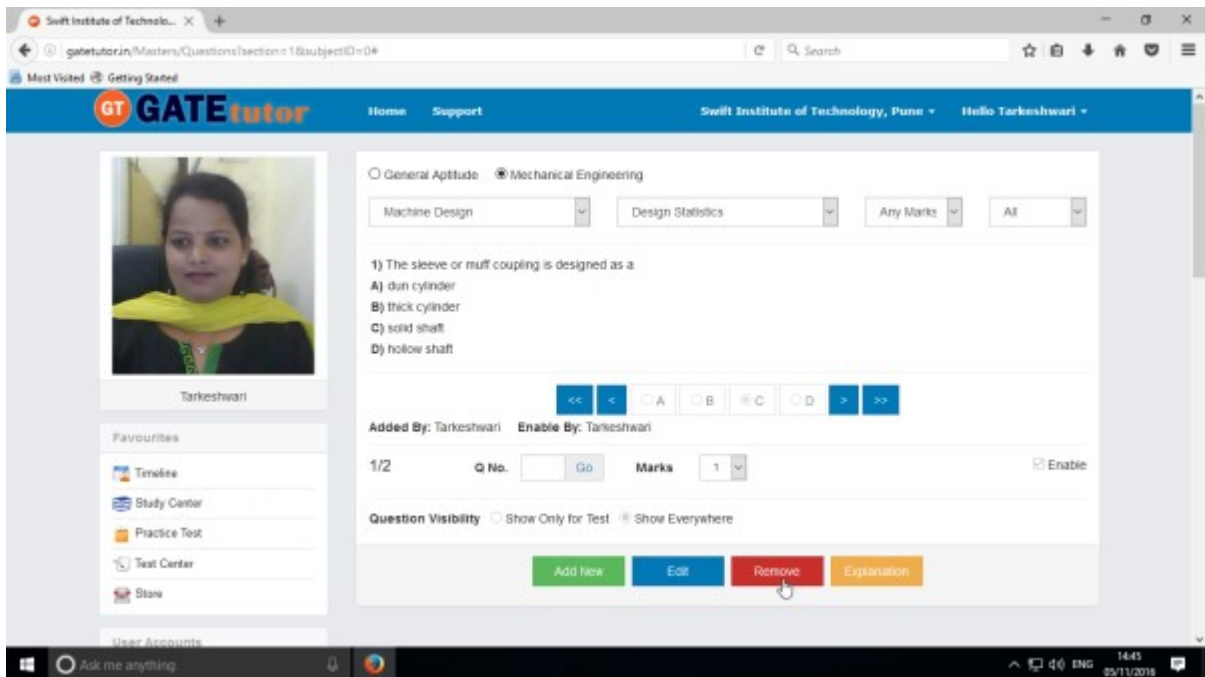 Swift Institute of Technolo...
gatetutor.in/Masters/Questions?section=1&subjectID=0#
Search
Most Visited Getting Started
GT GATEtutor Home Support Swift Institute of Technology, Pune Hello Tarkeshwari
General Aptitude Mechanical Engineering
Machine Design Design Statistics Any Marks All
1) The sleeve or muff coupling is designed as a
A) dun cylinder
B) thick cylinder
C) solid shaft
D) hollow shaft
Tarkeshwari
<< < A B C D > >>
Added By: Tarkeshwari Enable By: Tarkeshwari
Favourites
1/2 Q No. Go Marks 1 Enable
Timeline
Study Center
Question Visibility Show Only for Test Show Everywhere
Practice Test
Test Center
Add New Edit Remove Explanation
Store
User Accounts
Ask me anything
ENG 14:45
05/11/2016